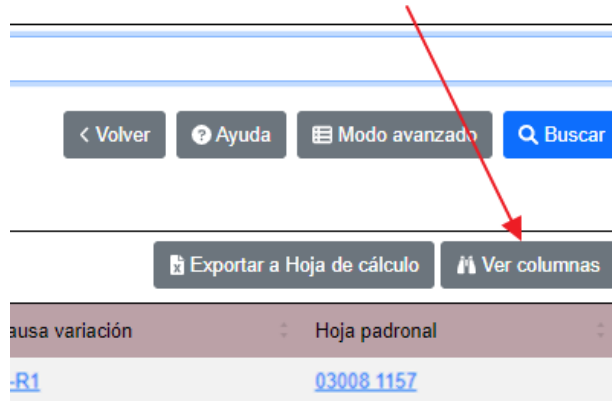 Volver Ayuda Modo avanzado Buscar
Exportar a Hoja de cálculo Ver columnas
ausa variación Hoja padronal
-R1 03008 1157